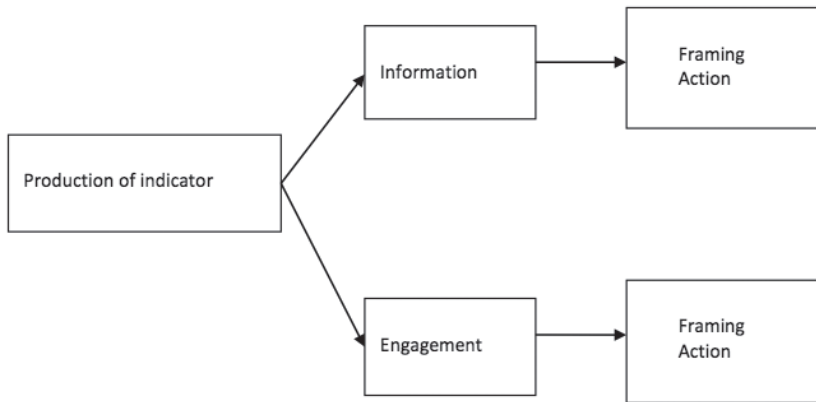 Information
Framing
Action
Production of indicator
Engagement
Framing
Action